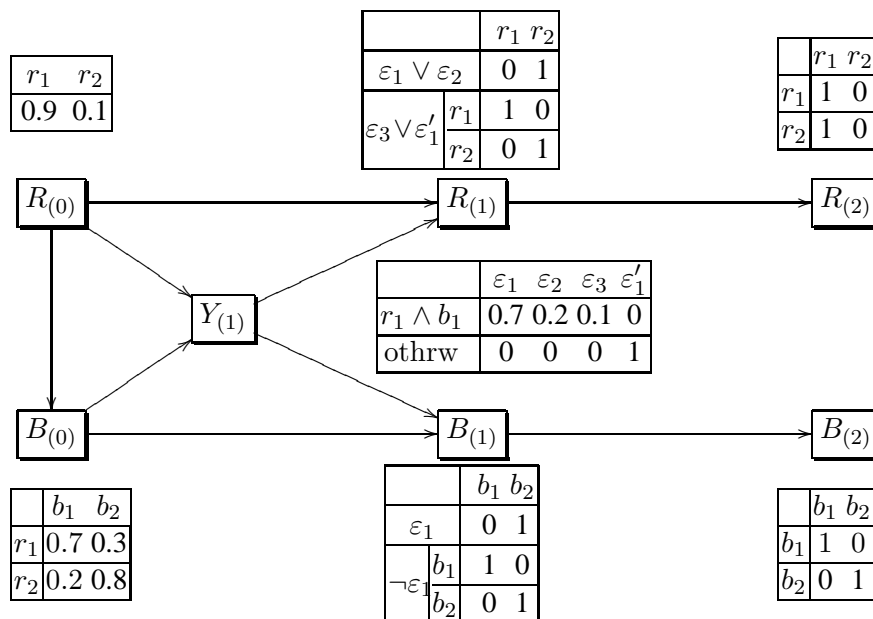 r₁ r₂
0.9 0.1
r₁ r₂
ε₁ ∨ ε₂ 0 1
ε₃ ∨ ε′₁ r₁ 1 0
r₂ 0 1
r₁ r₂
r₁ 1 0
r₂ 1 0
R₍₀₎ R₍₁₎ R₍₂₎
Y₍₁₎
ε₁ ε₂ ε₃ ε′₁
r₁ ∧ b₁ 0.7 0.2 0.1 0
othrw 0 0 0 1
B₍₀₎ B₍₁₎ B₍₂₎
b₁ b₂
r₁ 0.7 0.3
r₂ 0.2 0.8
b₁ b₂
ε₁ 0 1
¬ε₁ b₁ 1 0
b₂ 0 1
b₁ b₂
b₁ 1 0
b₂ 0 1